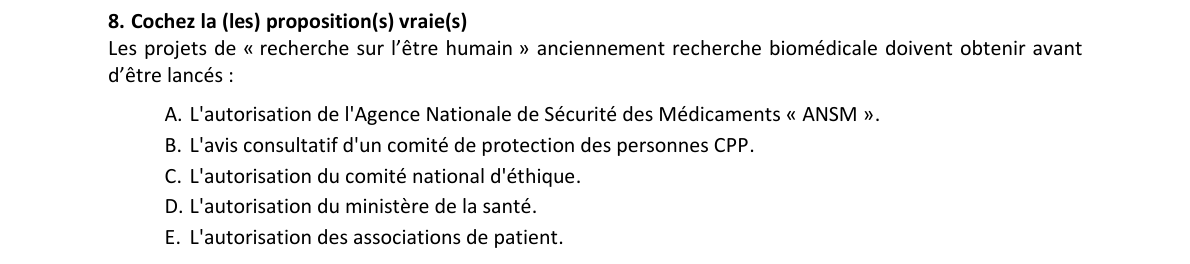 8. Cochez la (les) proposition(s) vraie(s)
Les projets de « recherche sur l’être humain » anciennement recherche biomédicale doivent obtenir avant
d’être lancés :
A. L'autorisation de l'Agence Nationale de Sécurité des Médicaments « ANSM ».
B. L'avis consultatif d'un comité de protection des personnes CPP.
C. L'autorisation du comité national d'éthique.
D. L'autorisation du ministère de la santé.
E. L'autorisation des associations de patient.